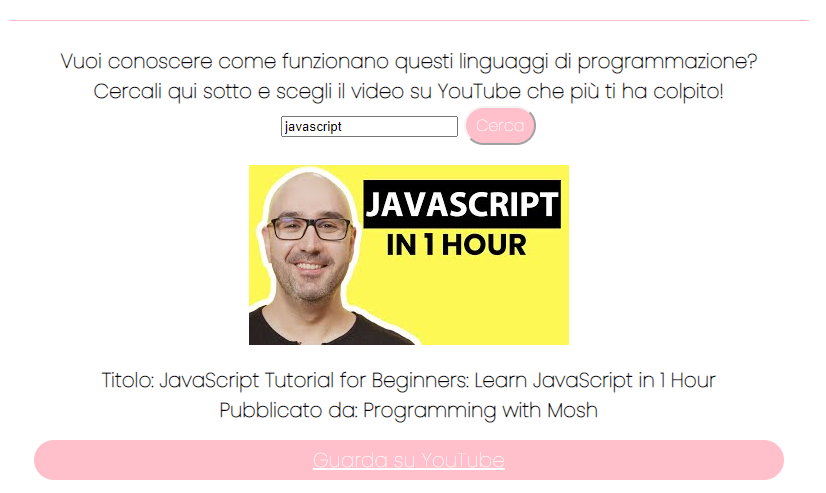 Vuoi conoscere come funzionano questi linguaggi di programmazione?
Cercali qui sotto e scegli il video su YouTube che più ti ha colpito!
javascript Cerca
JAVASCRIPT
IN 1 HOUR
Titolo: JavaScript Tutorial for Beginners: Learn JavaScript in 1 Hour
Pubblicato da: Programming with Mosh
Guarda su YouTube